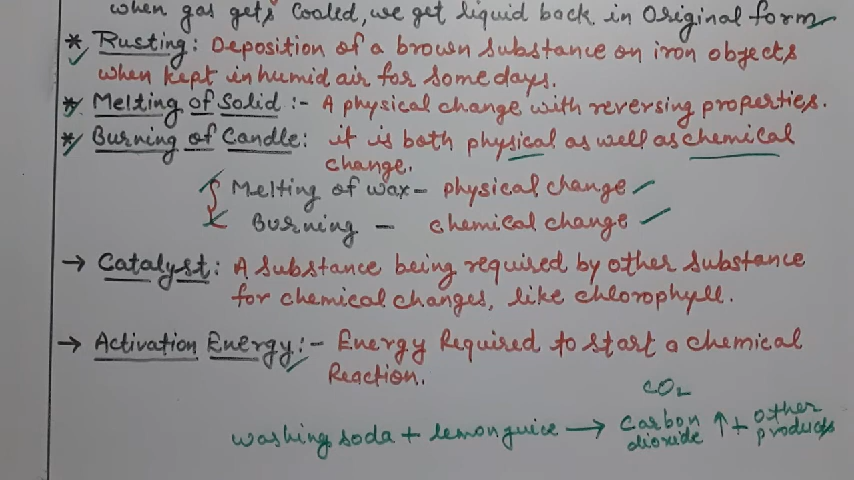 when gas gets cooled, we get liquid back in Original form
* Rusting: Deposition of a brown substance on iron objects
when kept in humid air for some days.
* Melting of Solid :- A physical change with reversing properties.
* Burning of Candle: it is both physical as well as chemical
change.
Melting of wax - physical change
Burning - chemical change
→ Catalyst: A substance being required by other substance
for chemical changes, like chlorophyll.
→ Activation Energy:- Energy Required to start a chemical
Reaction.
CO2
washing soda + lemon juice → carbon dioxide ↑ + other products